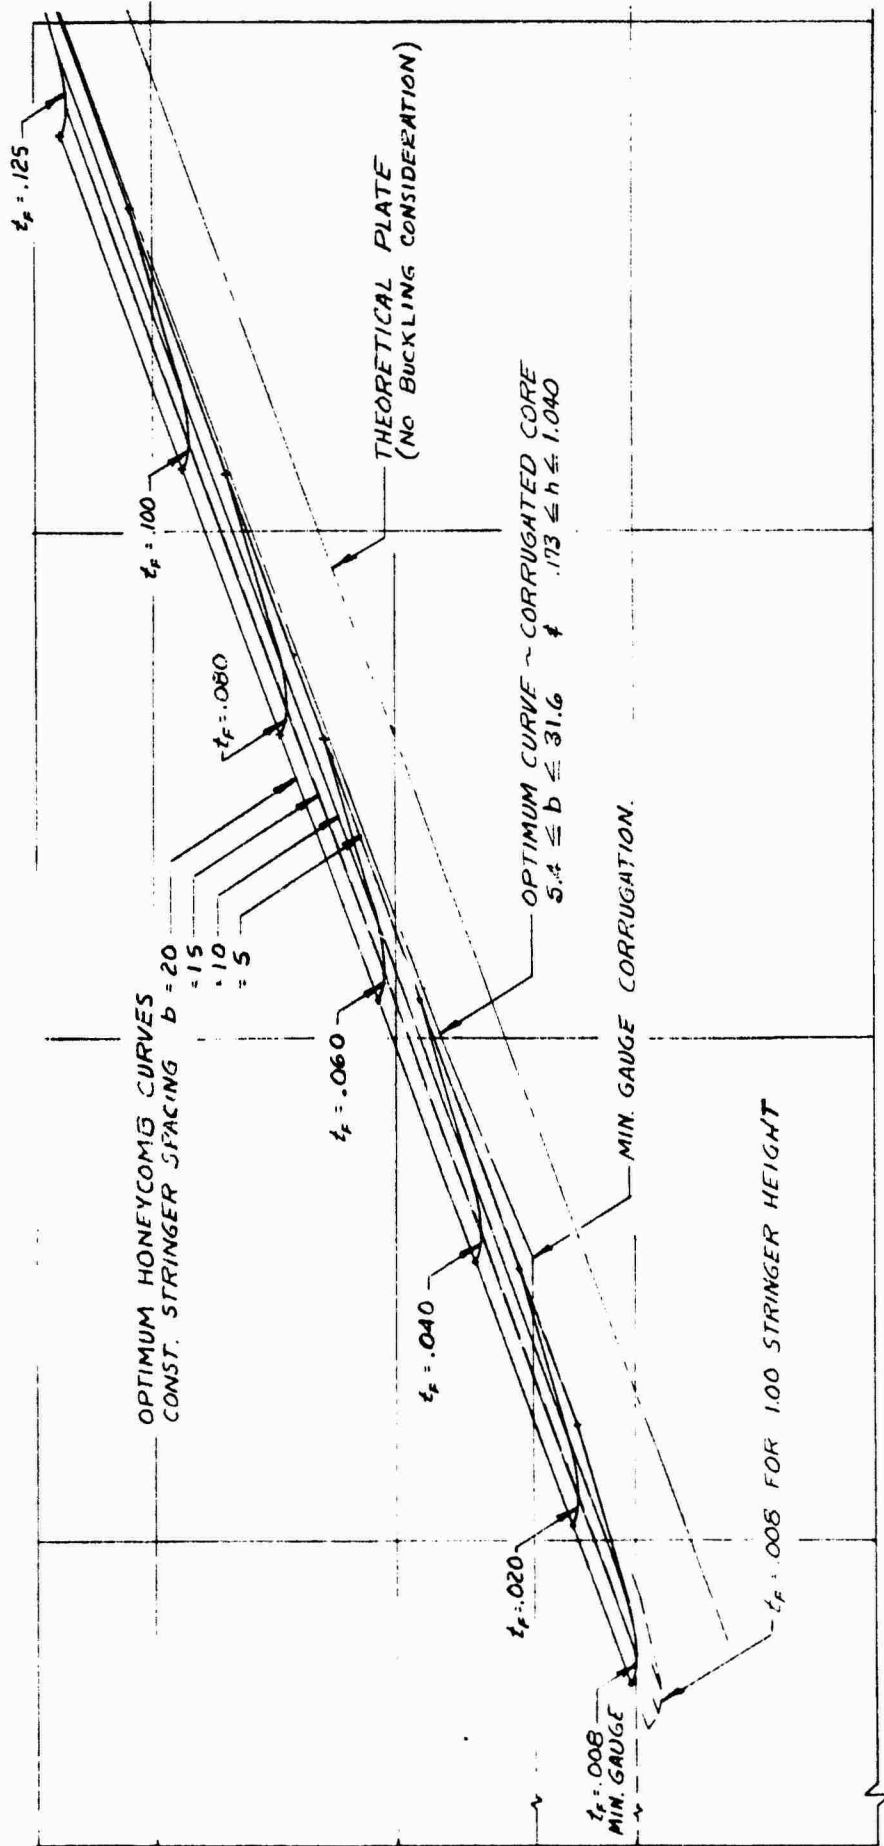 t_F = .125
t_F = .100
t_F = .080
OPTIMUM HONEYCOMB CURVES
CONST. STRINGER SPACING b = 20
= 15
= 10
= 5
t_F = .060
t_F = .040
t_F = .020
t_F = .008
MIN. GAUGE
THEORETICAL PLATE
(NO BUCKLING CONSIDERATION)
OPTIMUM CURVE ~ CORRUGATED CORE
5.4 ≤ b ≤ 31.6 & .173 ≤ h ≤ 1.040
MIN. GAUGE CORRUGATION.
t_F = .008 FOR 1.00 STRINGER HEIGHT